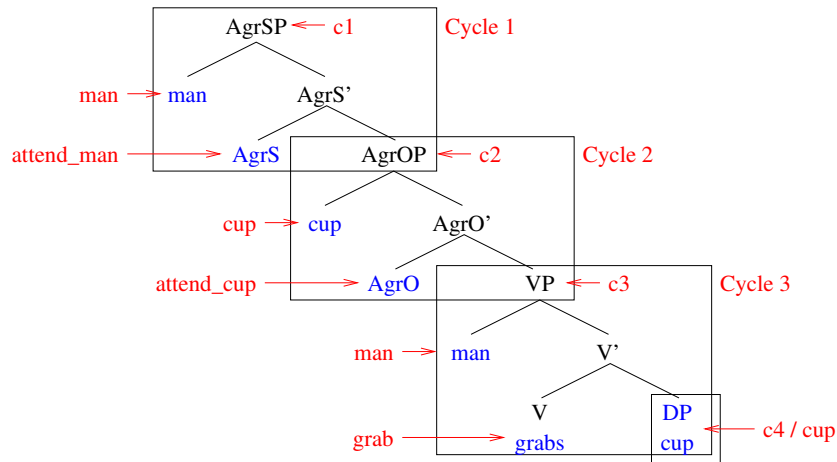 AgrSP c1 Cycle 1
man man AgrS’
attend_man AgrS AgrOP c2 Cycle 2
cup cup AgrO’
attend_cup AgrO VP c3 Cycle 3
man man V’
V DP
grab grabs cup c4 / cup